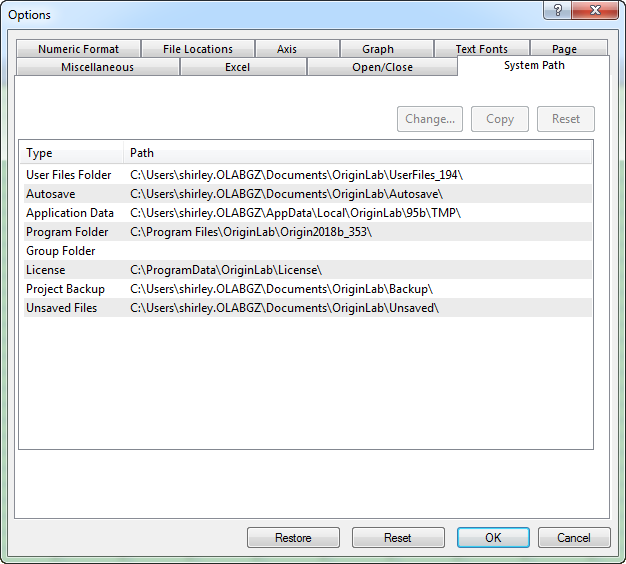 Options
Numeric Format File Locations Axis Graph Text Fonts Page
Miscellaneous Excel Open/Close System Path
Change... Copy Reset
Type Path
User Files Folder C:\Users\shirley.OLABGZ\Documents\OriginLab\UserFiles_194\
Autosave C:\Users\shirley.OLABGZ\Documents\OriginLab\Autosave\
Application Data C:\Users\shirley.OLABGZ\AppData\Local\OriginLab\95b\TMP\
Program Folder C:\Program Files\OriginLab\Origin2018b_353\
Group Folder
License C:\ProgramData\OriginLab\License\
Project Backup C:\Users\shirley.OLABGZ\Documents\OriginLab\Backup\
Unsaved Files C:\Users\shirley.OLABGZ\Documents\OriginLab\Unsaved\
Restore Reset OK Cancel